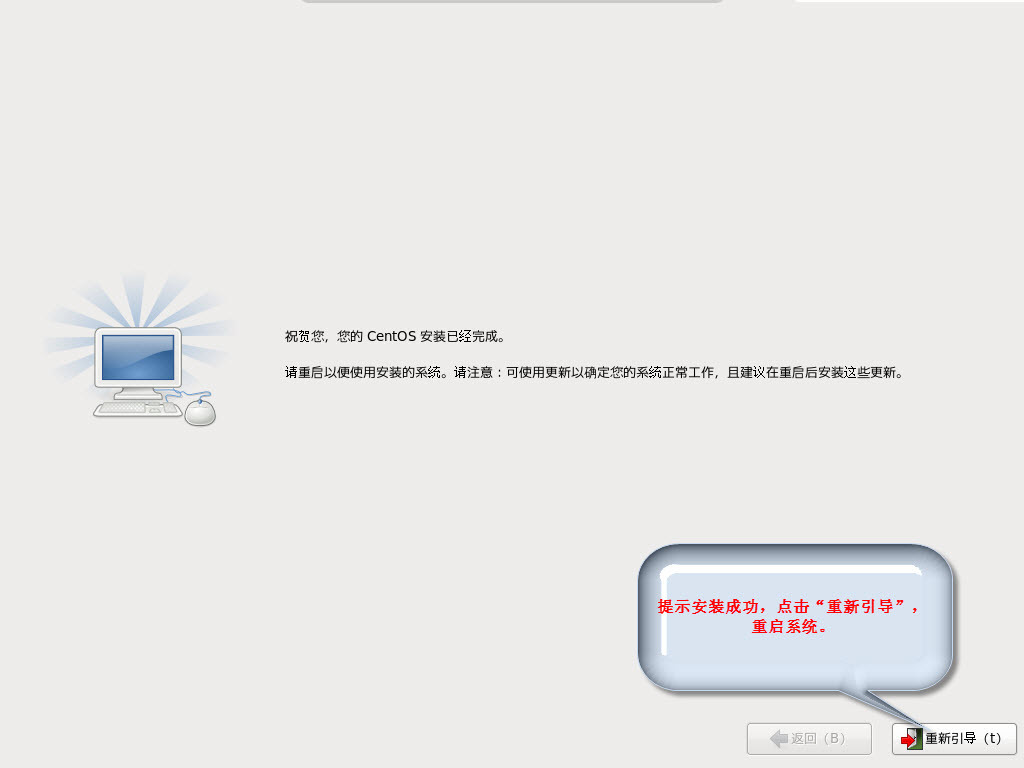 祝贺您，您的 CentOS 安装已经完成。
请重启以便使用安装的系统。请注意：可使用更新以确定您的系统正常工作，且建议在重启后安装这些更新。
提示安装成功，点击“重新引导”，
重启系统。
返回（B）
重新引导（t）